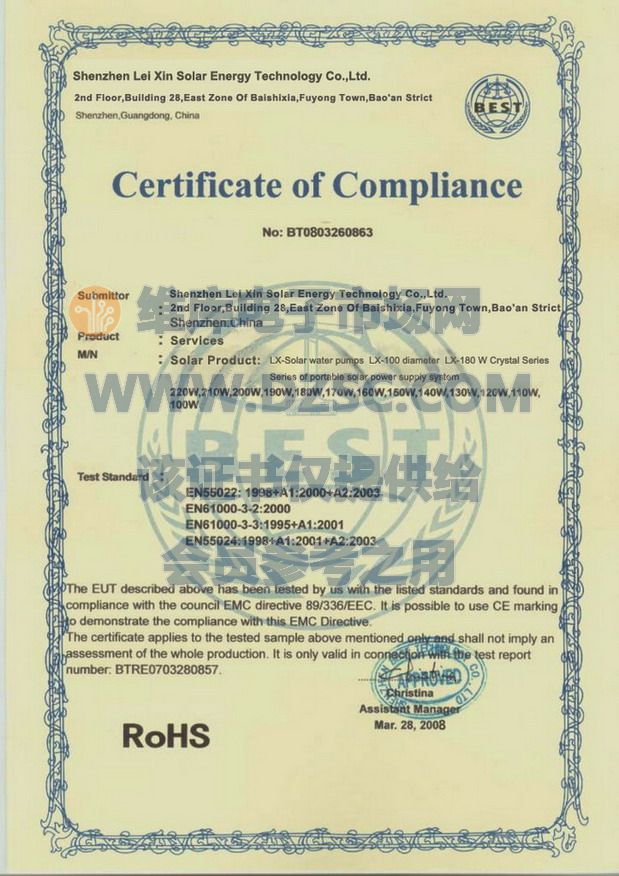 Shenzhen Lei Xin Solar Energy Technology Co.,Ltd.
2nd Floor,Building 28,East Zone Of Baishixia,Fuyong Town,Bao'an Strict
Shenzhen,Guangdong, China
BEST
Certificate of Compliance
No: BT0803260863
Submittor : Shenzhen Lei Xin Solar Energy Technology Co.,Ltd.
2nd Floor,Building 28,East Zone Of Baishixia,Fuyong Town,Bao'an Strict
Shenzhen.China
维库电子市场网
Product : Services
M/N : Solar Product: LX-Solar water pumps LX-100 diameter LX-180 W Crystal Series
Series of portable solar power supply system
220W,210W,200W,190W,180W,170W,160W,150W,140W,130W,120W,110W,
100W
WWW.DZSC.COM
BEST
Test Standard :
该证书仅提供给
EN55022: 1998+A1:2000+A2:2003
EN61000-3-2:2000
EN61000-3-3:1995+A1:2001
EN55024:1998+A1:2001+A2:2003
会员参考之用
The EUT described above has been tested by us with the listed standards and found in
compliance with the council EMC directive 89/336/EEC. It is possible to use CE marking
to demonstrate the compliance with this EMC Directive.
The certificate applies to the tested sample above mentioned only and shall not imply an
assessment of the whole production. It is only valid in connection with the test report
number: BTRE0703280857.
APPROVED
Christina
Assistant Manager
Mar. 28, 2008
RoHS